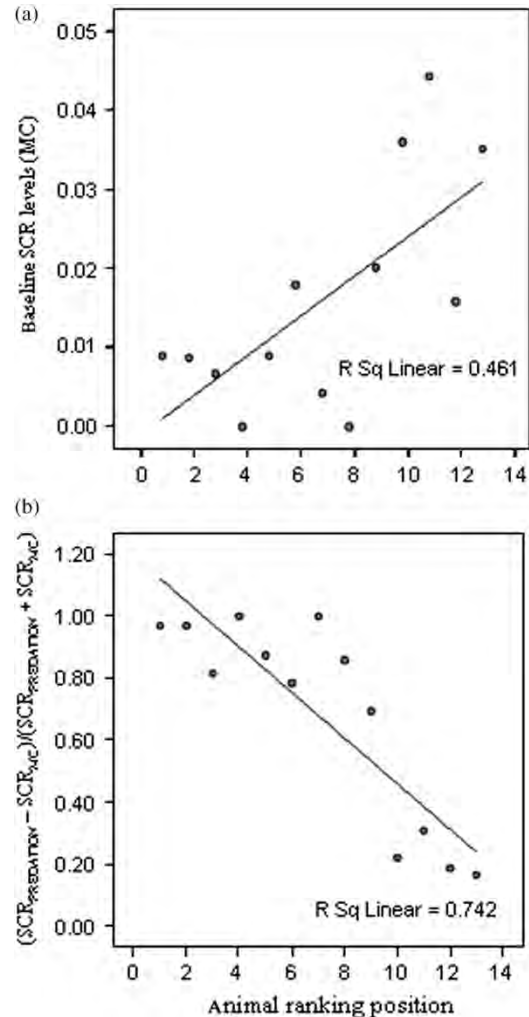 (a)
Baseline SCR levels (MC)
0.05
0.04
0.03
0.02
0.01
0.00
R Sq Linear = 0.461
0 2 4 6 8 10 12 14
(b)
(SCRPREDATION − SCRMC)/(SCRPREDATION + SCRMC)
1.20
1.00
0.80
0.60
0.40
0.20
0.00
R Sq Linear = 0.742
0 2 4 6 8 10 12 14
Animal ranking position